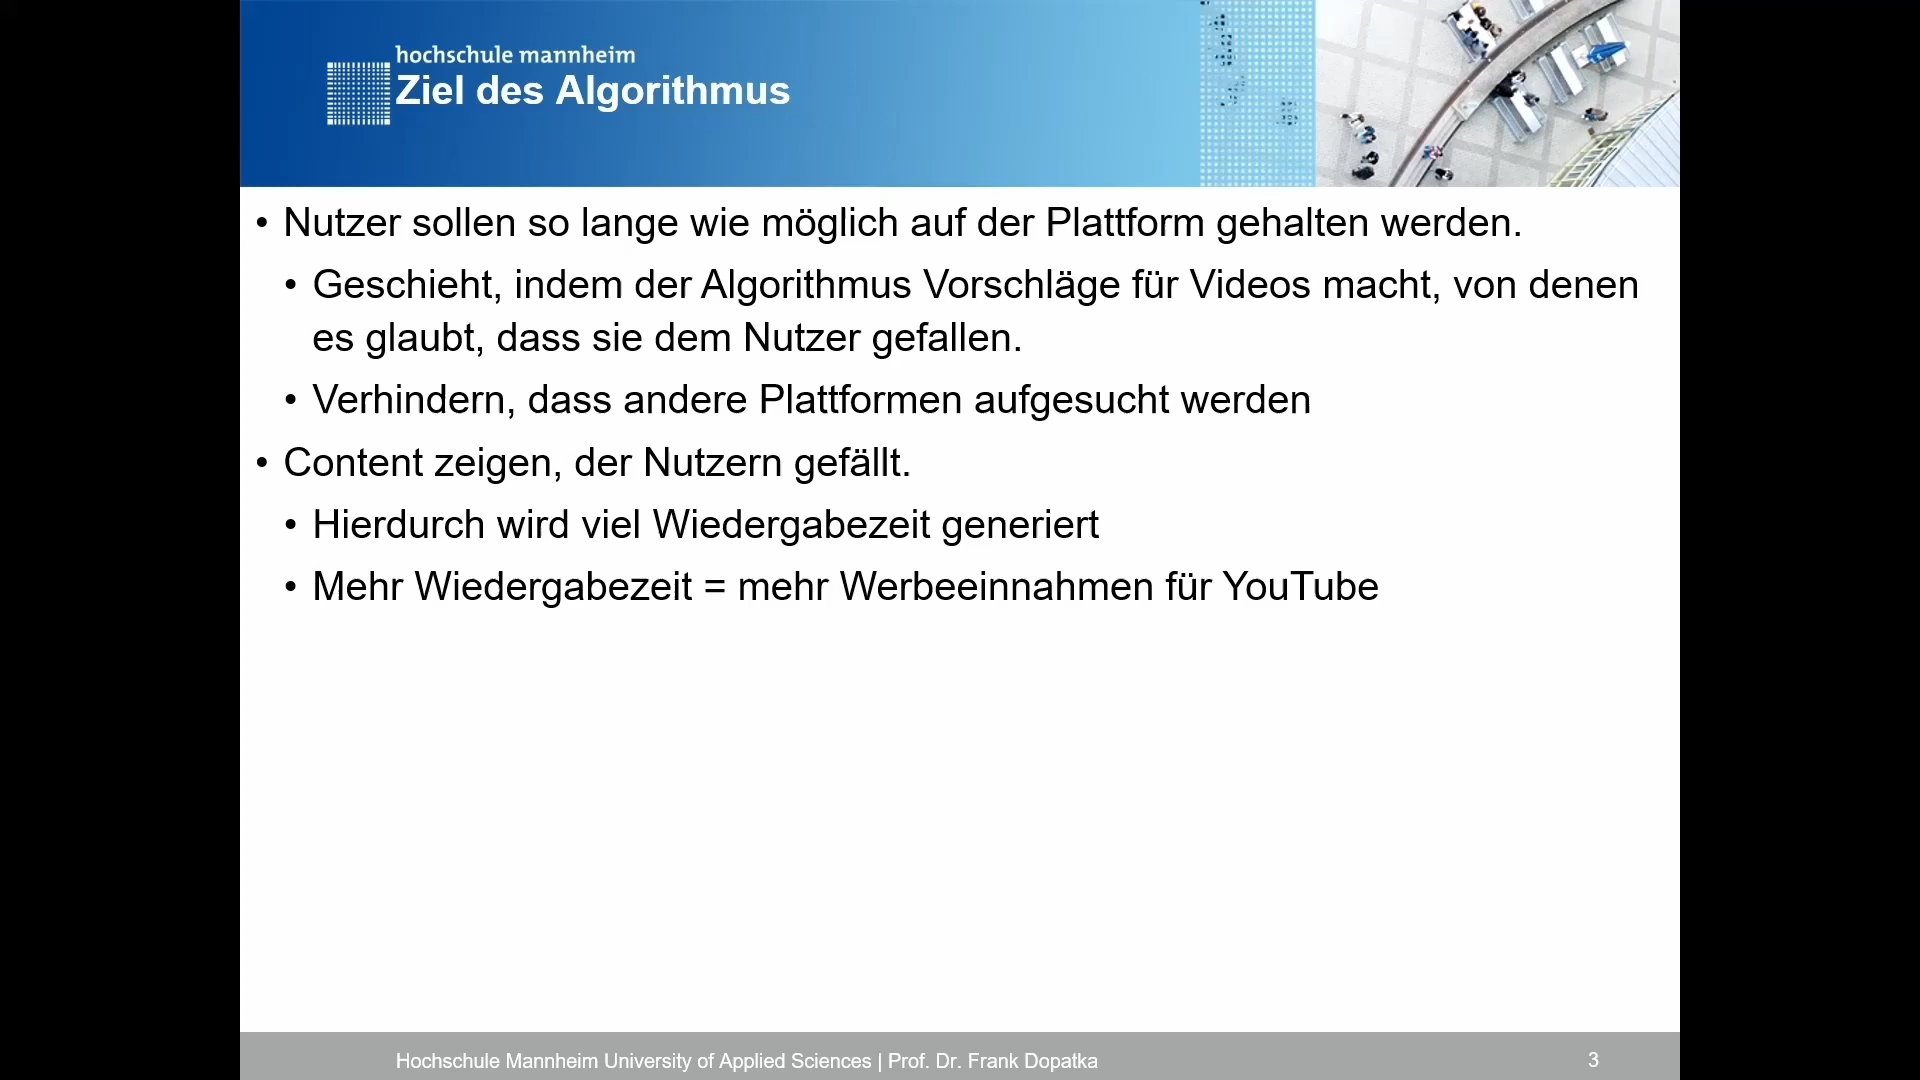 hochschule mannheim
Ziel des Algorithmus
• Nutzer sollen so lange wie möglich auf der Plattform gehalten werden.
• Geschieht, indem der Algorithmus Vorschläge für Videos macht, von denen
es glaubt, dass sie dem Nutzer gefallen.
• Verhindern, dass andere Plattformen aufgesucht werden
• Content zeigen, der Nutzern gefällt.
• Hierdurch wird viel Wiedergabezeit generiert
• Mehr Wiedergabezeit = mehr Werbeeinnahmen für YouTube
Hochschule Mannheim University of Applied Sciences | Prof. Dr. Frank Dopatka
3